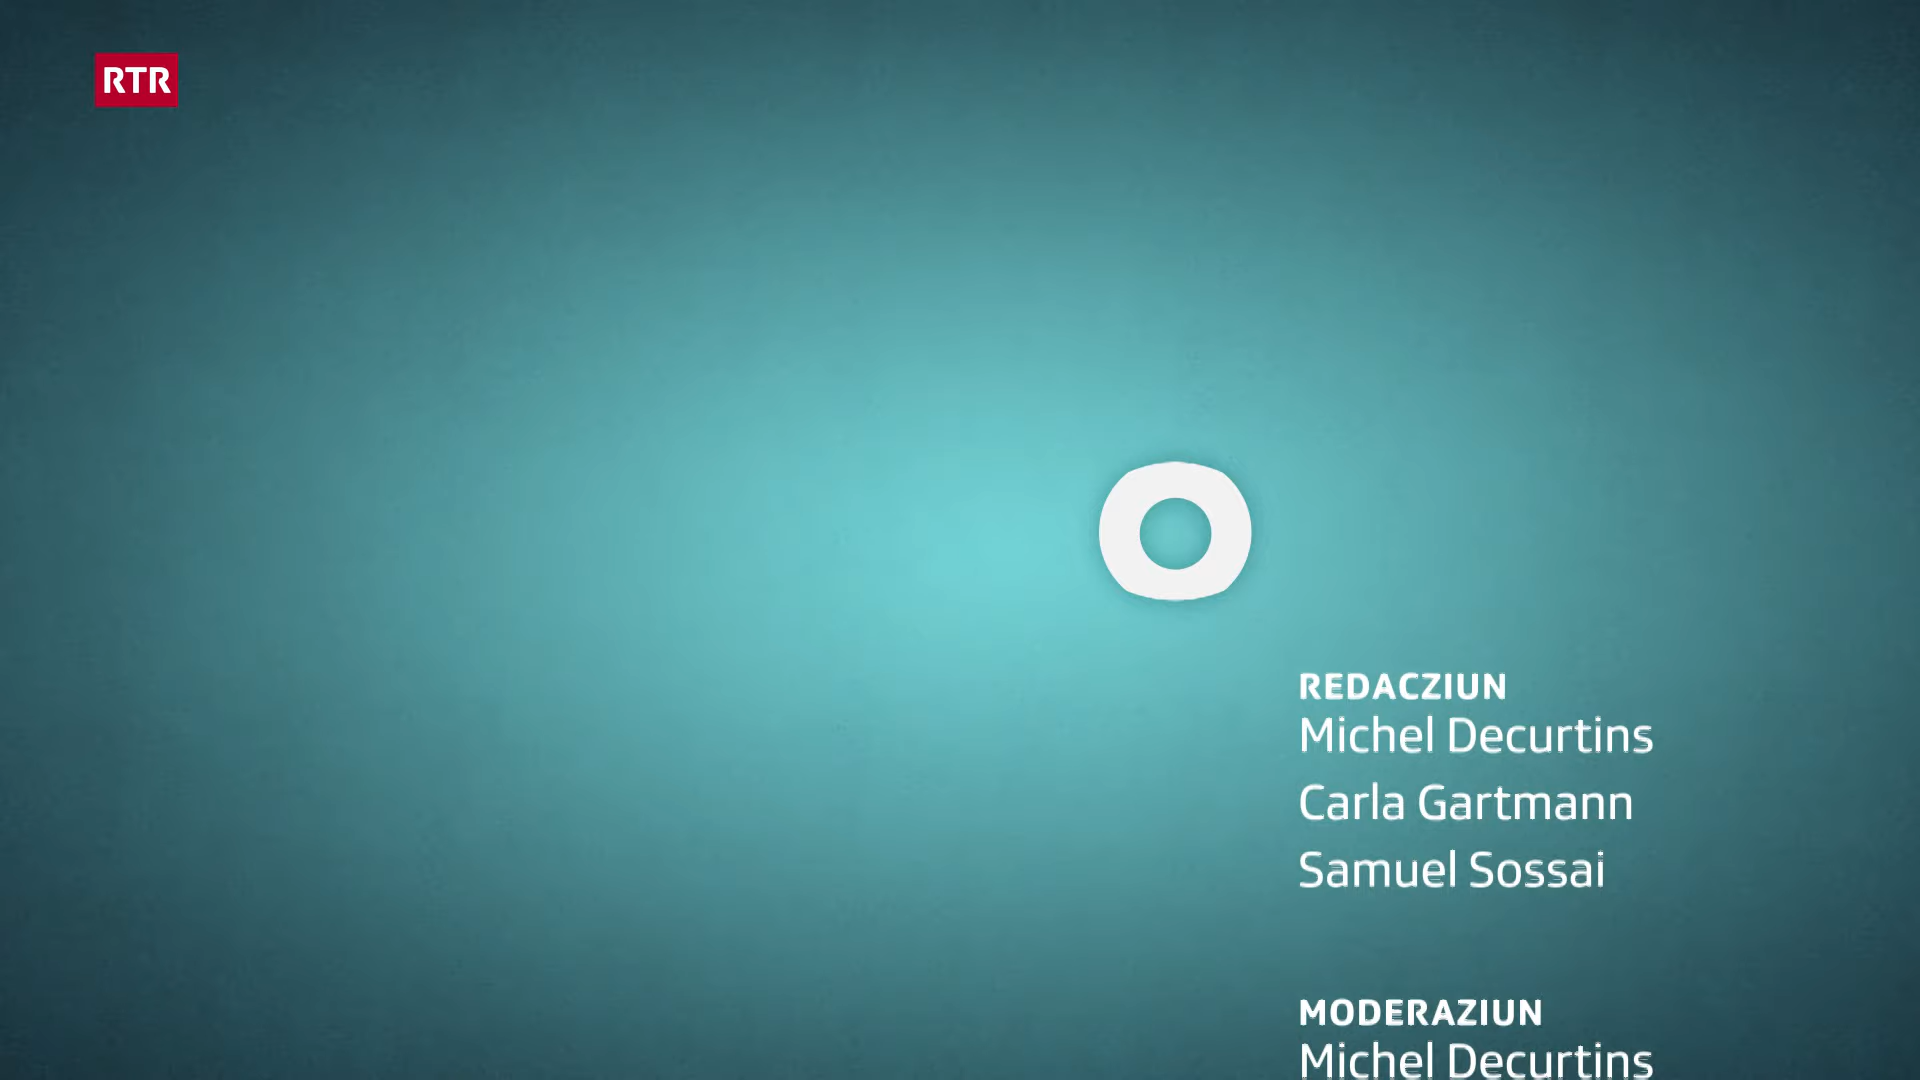 RTR
REDACZIUN
Michel Decurtins
Carla Gartmann
Samuel Sossai
MODERAZIUN
Michel Decurtins